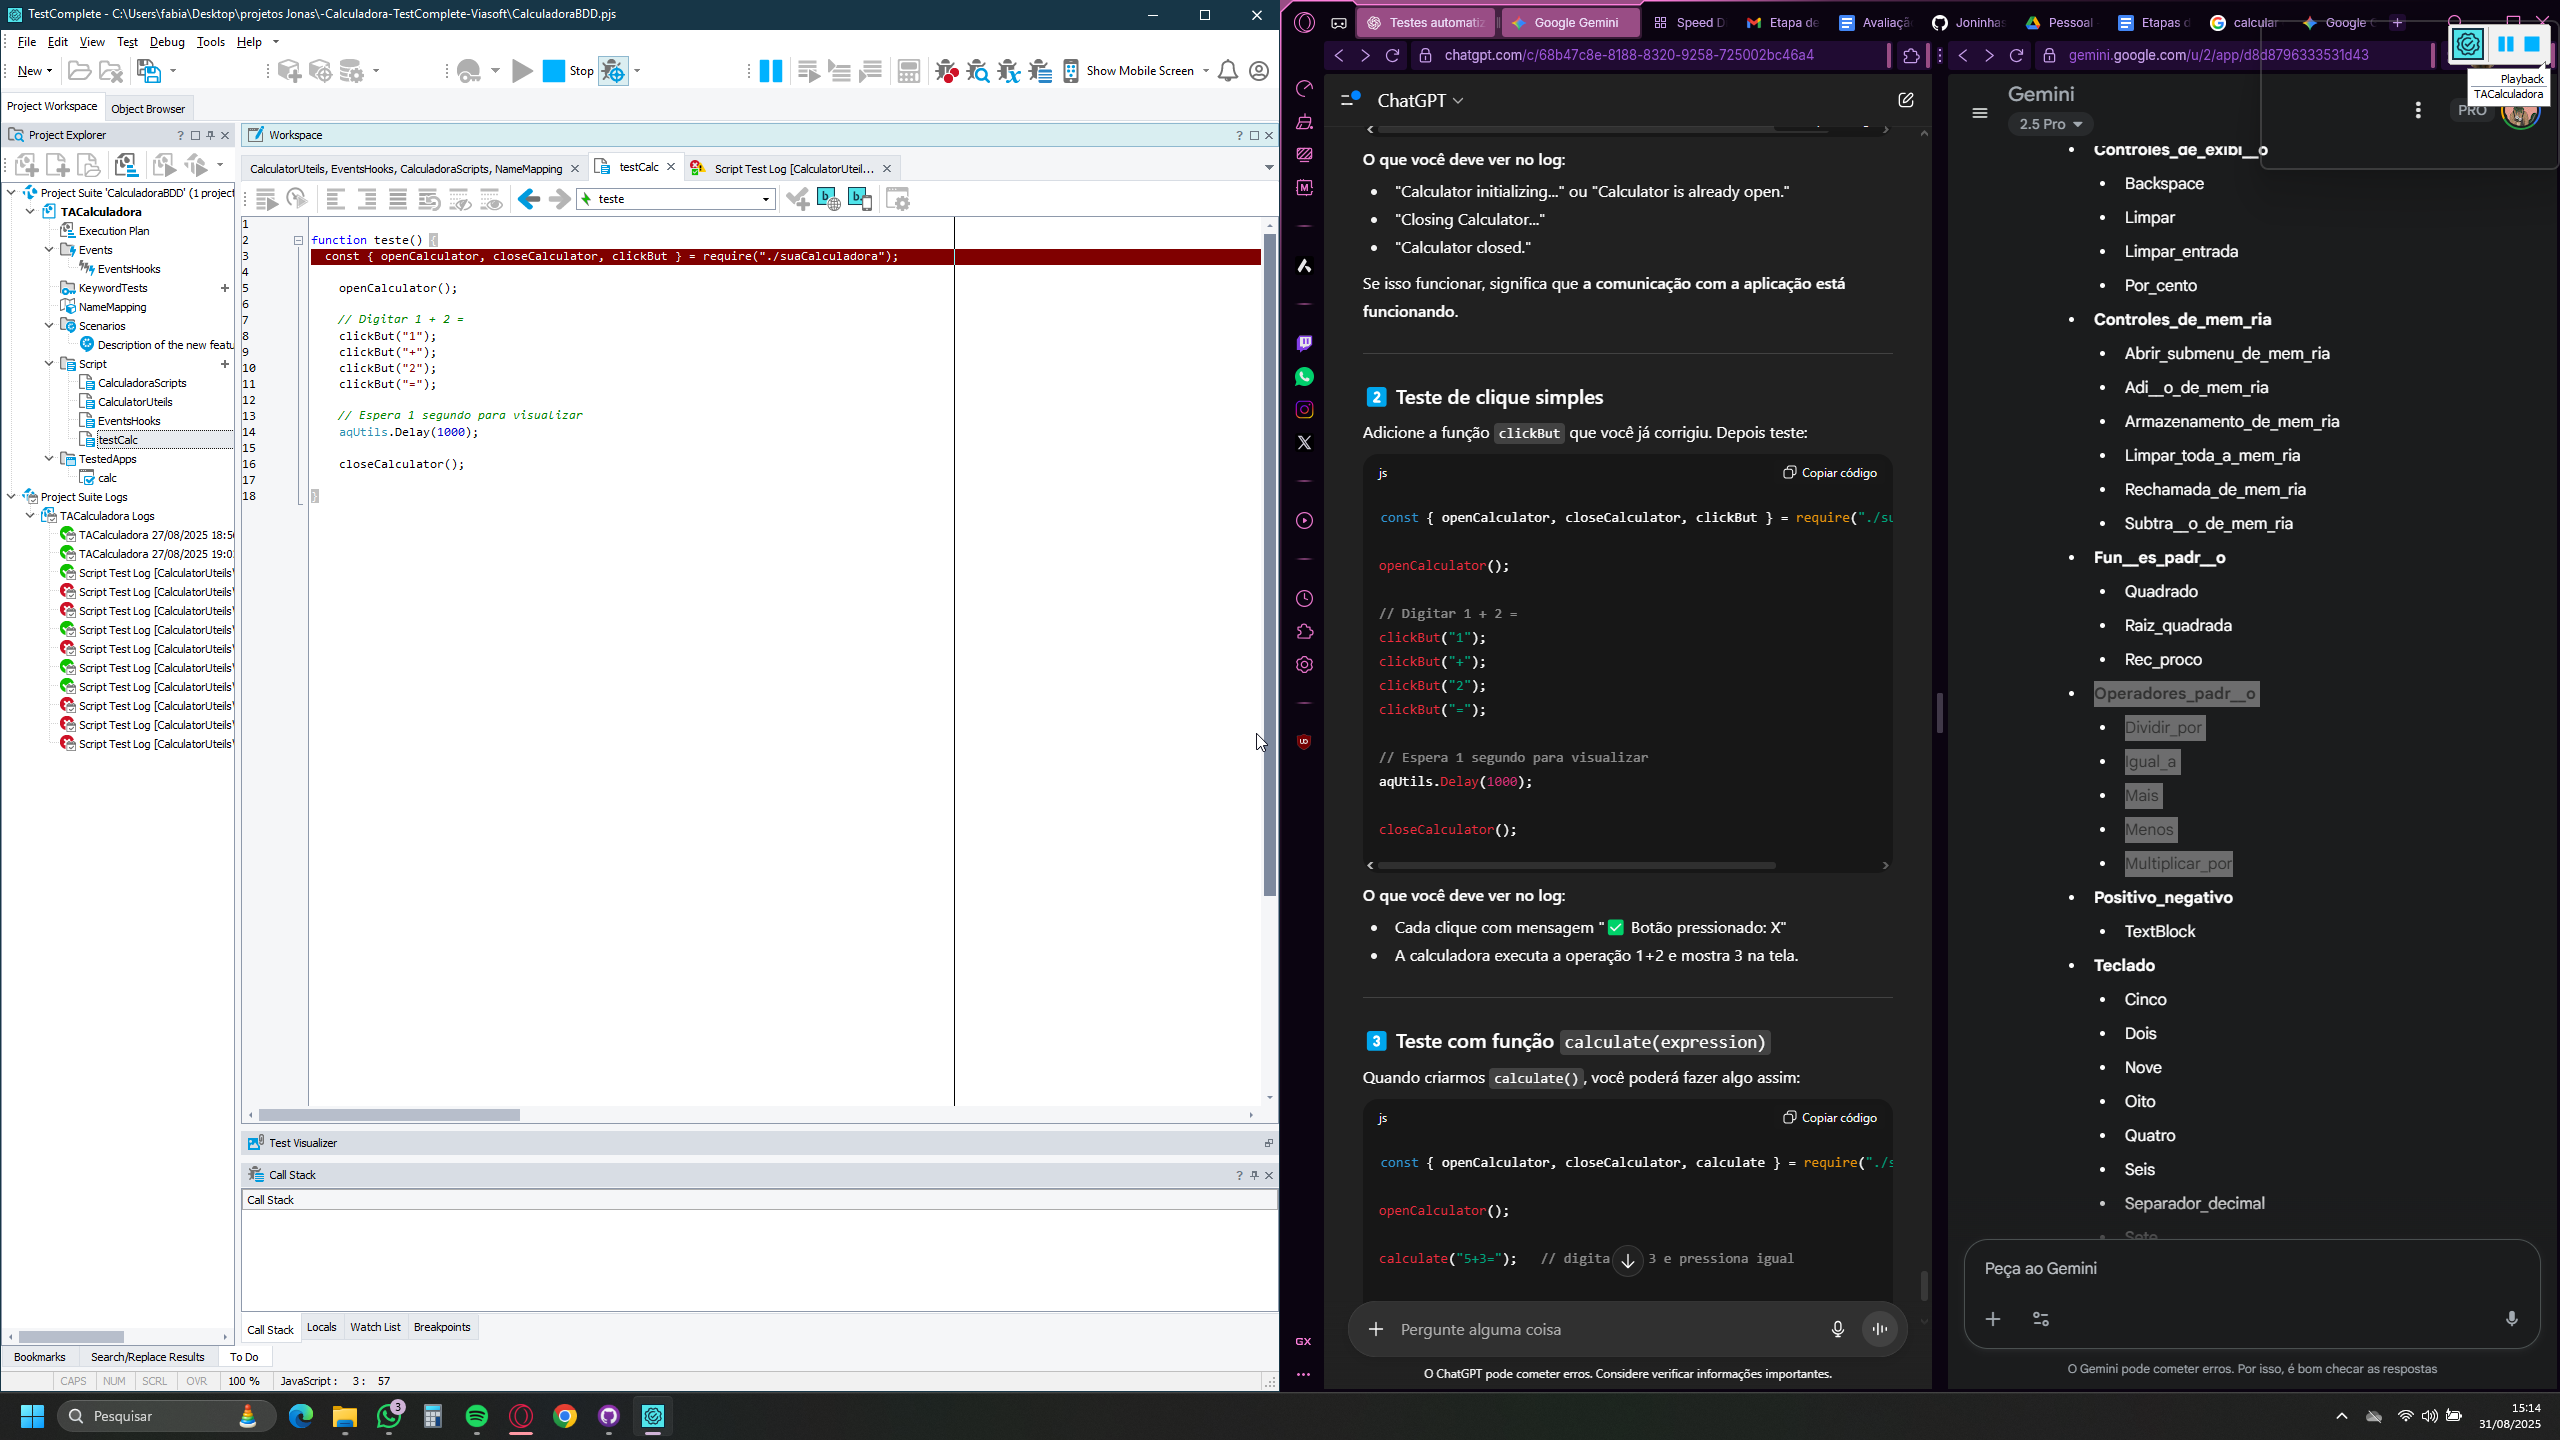 TestComplete - C:\Users\fabia\Desktop\projetos Jonas\-Calculadora-TestComplete-Viasoft\CalculadoraBDD.pjs
File Edit View Test Debug Tools Help
New
Stop
Show Mobile Screen
Project Workspace
Object Browser
Project Explorer
Project Suite 'CalculadoraBDD' (1 project
TACalculadora
Execution Plan
Events
EventsHooks
KeywordTests
NameMapping
Scenarios
Description of the new featu
Script
CalculadoraScripts
CalculatorUteils
EventsHooks
testCalc
TestedApps
calc
Project Suite Logs
TACalculadora Logs
TACalculadora 27/08/2025 18:5
TACalculadora 27/08/2025 19:0
Script Test Log [CalculatorUteils\
Script Test Log [CalculatorUteils\
Script Test Log [CalculatorUteils\
Script Test Log [CalculatorUteils\
Script Test Log [CalculatorUteils\
Script Test Log [CalculatorUteils\
Script Test Log [CalculatorUteils\
Script Test Log [CalculatorUteils\
Script Test Log [CalculatorUteils\
Script Test Log [CalculatorUteils\
Workspace
CalculatorUteils, EventsHooks, CalculadoraScripts, NameMapping
testCalc
Script Test Log [CalculatorUteil...
teste
1
2 function teste() {
3 const { openCalculator, closeCalculator, clickBut } = require("./suaCalculadora");
4
5 openCalculator();
6
7 // Digitar 1 + 2 =
8 clickBut("1");
9 clickBut("+");
10 clickBut("2");
11 clickBut("=");
12
13 // Espera 1 segundo para visualizar
14 aqUtils.Delay(1000);
15
16 closeCalculator();
17
18 }
Test Visualizer
Call Stack
Call Stack
Call Stack Locals Watch List Breakpoints
Bookmarks Search/Replace Results To Do
CAPS NUM SCRL OVR 100 % JavaScript : 3 : 57
Testes automati
Google Gemini
Speed D
Etapa de
Avaliaçã
Joninha
Pessoal
Etapas d
calcular
Google
chatgpt.com/c/68b47c8e-8188-8320-9258-725002bc46a4
gemini.google.com/u/2/app/d8d8796333531d43
Playback
TACalculadora
ChatGPT
O que você deve ver no log:
"Calculator initializing..." ou "Calculator is already open."
"Closing Calculator..."
"Calculator closed."
Se isso funcionar, significa que a comunicação com a aplicação está
funcionando.
2 Teste de clique simples
Adicione a função clickBut que você já corrigiu. Depois teste:
js
Copiar código
const { openCalculator, closeCalculator, clickBut } = require("./su
openCalculator();
// Digitar 1 + 2 =
clickBut("1");
clickBut("+");
clickBut("2");
clickBut("=");
// Espera 1 segundo para visualizar
aqUtils.Delay(1000);
closeCalculator();
O que você deve ver no log:
Cada clique com mensagem "✅ Botão pressionado: X"
A calculadora executa a operação 1+2 e mostra 3 na tela.
3 Teste com função calculate(expression)
Quando criarmos calculate(), você poderá fazer algo assim:
js
Copiar código
const { openCalculator, closeCalculator, calculate } = require("./s
openCalculator();
calculate("5+3="); // digita 3 e pressiona igual
Pergunte alguma coisa
O ChatGPT pode cometer erros. Considere verificar informações importantes.
GX
Gemini
2.5 Pro
PRO
Controles_de_exibi__o
Backspace
Limpar
Limpar_entrada
Por_cento
Controles_de_mem_ria
Abrir_submenu_de_mem_ria
Adi__o_de_mem_ria
Armazenamento_de_mem_ria
Limpar_toda_a_mem_ria
Rechamada_de_mem_ria
Subtra__o_de_mem_ria
Fun__es_padr__o
Quadrado
Raiz_quadrada
Rec_proco
Operadores_padr__o
Dividir_por
Igual_a
Mais
Menos
Multiplicar_por
Positivo_negativo
TextBlock
Teclado
Cinco
Dois
Nove
Oito
Quatro
Seis
Separador_decimal
Sete
Peça ao Gemini
O Gemini pode cometer erros. Por isso, é bom checar as respostas
Pesquisar
3
15:14
31/08/2025